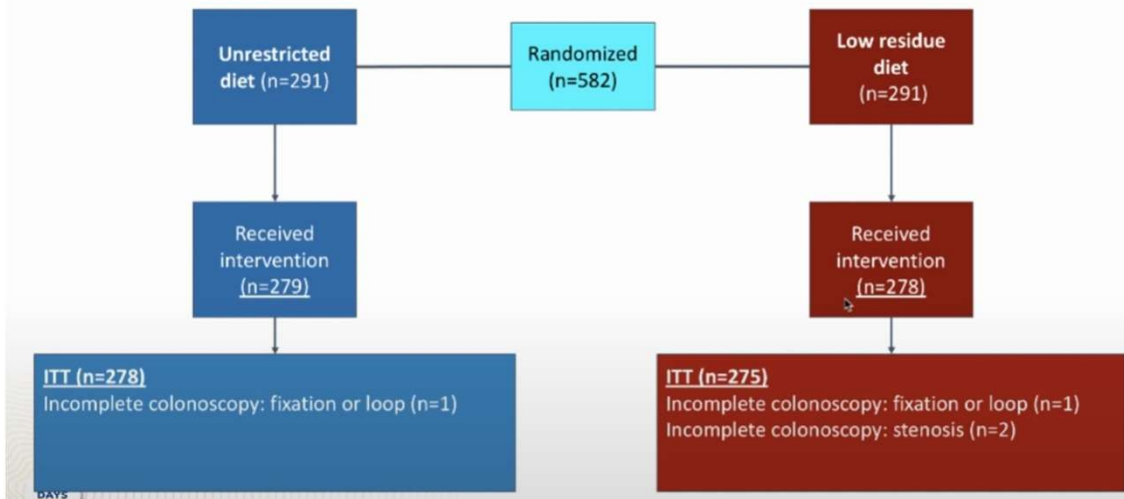 Unrestricted
diet (n=291)
Randomized
(n=582)
Low residue
diet
(n=291)
Received
intervention
(n=279)
Received
intervention
(n=278)
ITT (n=278)
Incomplete colonoscopy: fixation or loop (n=1)
ITT (n=275)
Incomplete colonoscopy: fixation or loop (n=1)
Incomplete colonoscopy: stenosis (n=2)
DAYS